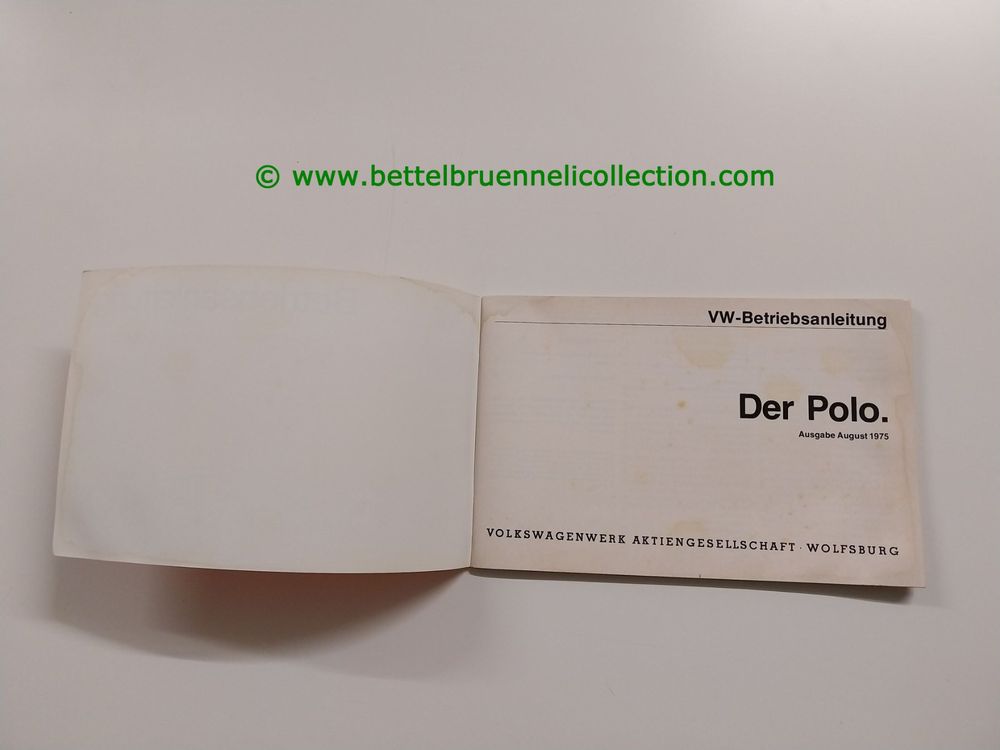 © www.bettelbruennelicollection.com
VW-Betriebsanleitung
Der Polo.
Ausgabe August 1975
VOLKSWAGENWERK AKTIENGESELLSCHAFT · WOLFSBURG